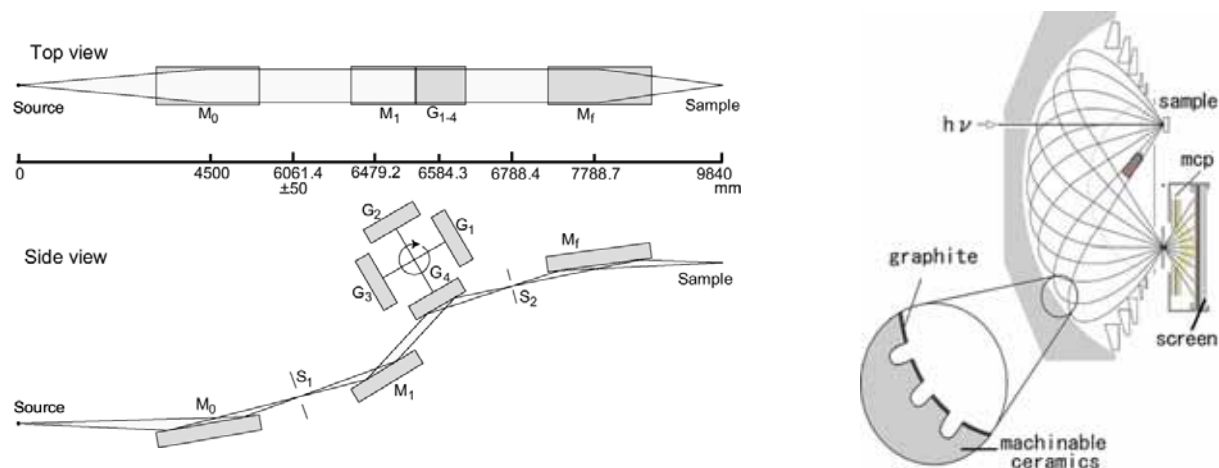 Top view
Source
M0
M1
G1-4
Mf
Sample
0
4500
6061.4
±50
6479.2
6584.3
6788.4
7788.7
9840
mm
Side view
G2
G1
G3
G4
Mf
Sample
S2
S1
M1
M0
Source
hν
sample
mcp
graphite
screen
machinable
ceramics